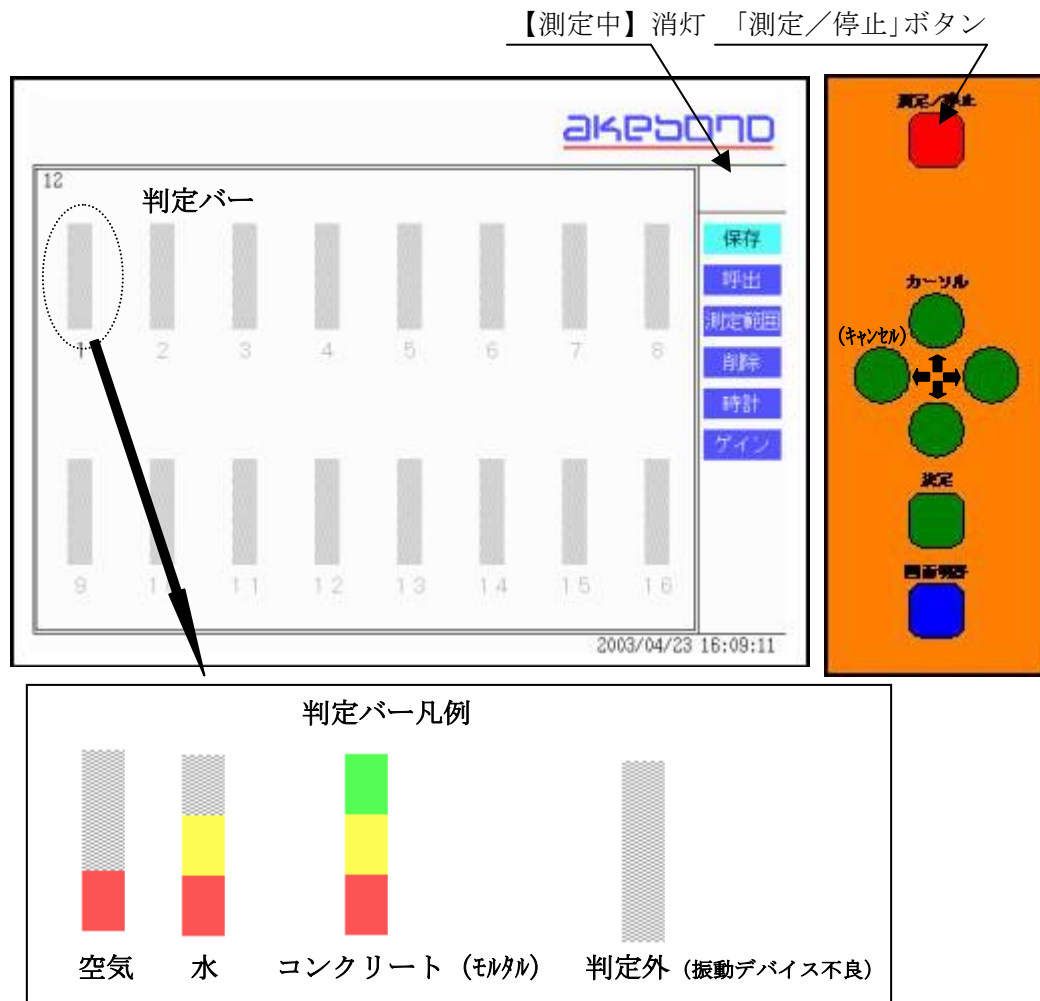 【測定中】消灯 「測定／停止」ボタン
akebono
測定／停止
12
判定バー
1 2 3 4 5 6 7 8
保存
呼出
測定範囲
削除
時計
ゲイン
9 11 12 13 14 15 16
2003/04/23 16:09:11
カーソル
(キャンセル)
決定
判定バー凡例
空気 水 コンクリート（ﾓﾙﾀﾙ） 判定外（振動デバイス不良）